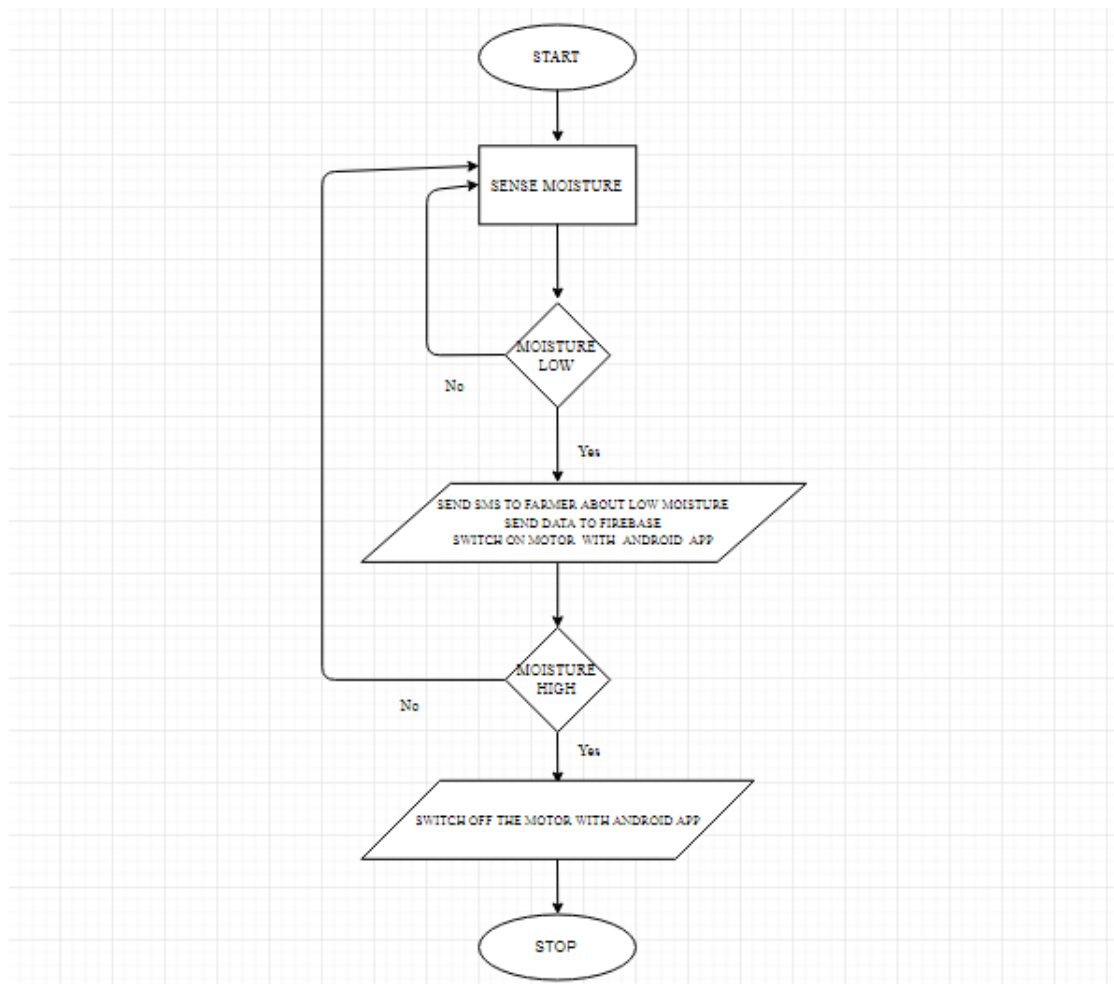 START
SENSE MOISTURE
MOISTURE
LOW
No
Yes
SEND SMS TO FARMER ABOUT LOW MOISTURE
SEND DATA TO FIREBASE
SWITCH ON MOTOR WITH ANDROID APP
MOISTURE
HIGH
No
Yes
SWITCH OFF THE MOTOR WITH ANDROID APP
STOP